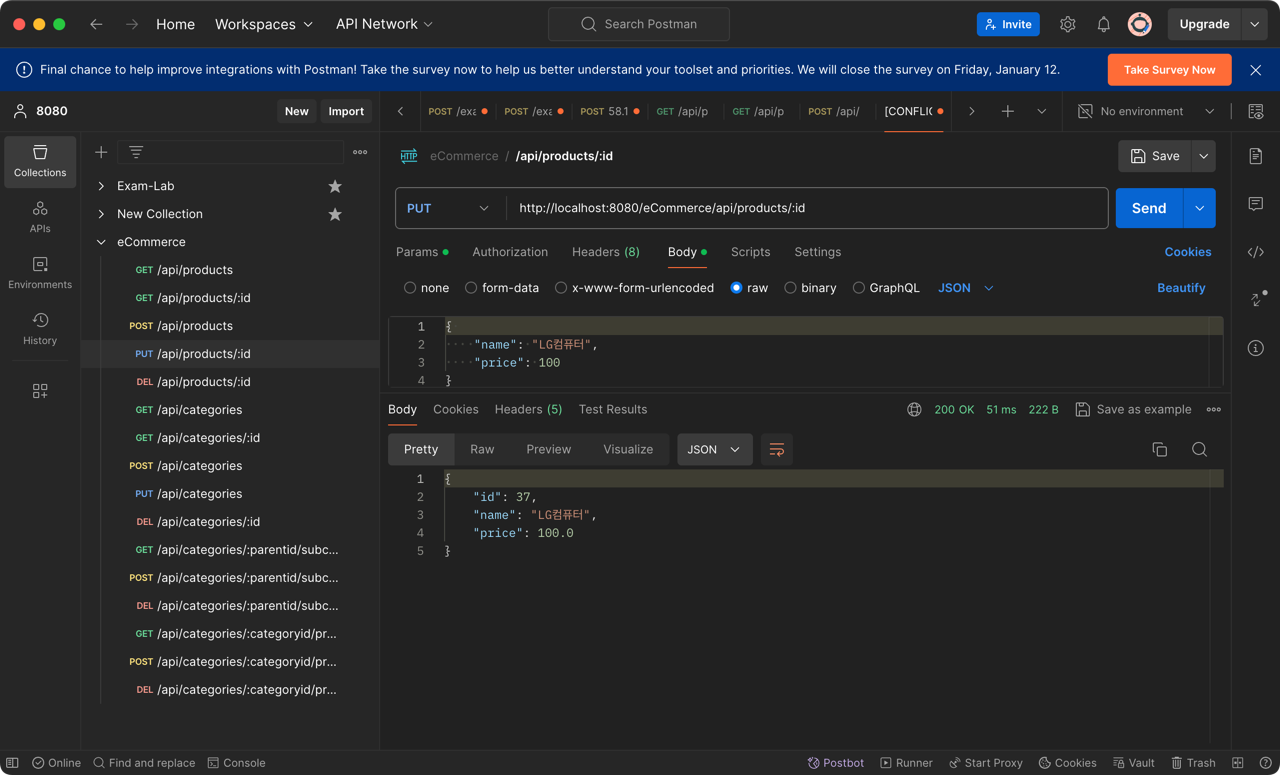 Home Workspaces API Network Search Postman Invite Upgrade
Final chance to help improve integrations with Postman! Take the survey now to help us better understand your toolset and priorities. We will close the survey on Friday, January 12. Take Survey Now
8080 New Import
POST /exa POST /exa POST 58.1 GET /api/p GET /api/p POST /api/ [CONFLIC No environment
Collections
APIs
Environments
History
Exam-Lab
New Collection
eCommerce
GET /api/products
GET /api/products/:id
POST /api/products
PUT /api/products/:id
DEL /api/products/:id
GET /api/categories
GET /api/categories/:id
POST /api/categories
PUT /api/categories
DEL /api/categories/:id
GET /api/categories/:parentid/subc...
POST /api/categories/:parentid/subc...
DEL /api/categories/:parentid/subc...
GET /api/categories/:categoryid/pr...
POST /api/categories/:categoryid/pr...
DEL /api/categories/:categoryid/pr...
HTTP eCommerce / /api/products/:id Save
PUT http://localhost:8080/eCommerce/api/products/:id Send
Params Authorization Headers (8) Body Scripts Settings Cookies
none form-data x-www-form-urlencoded raw binary GraphQL JSON Beautify
1 {
2 "name": "LG컴퓨터",
3 "price": 100
4 }
Body Cookies Headers (5) Test Results 200 OK 51 ms 222 B Save as example
Pretty Raw Preview Visualize JSON
1 {
2 "id": 37,
3 "name": "LG컴퓨터",
4 "price": 100.0
5 }
Online Find and replace Console Postbot Runner Start Proxy Cookies Vault Trash